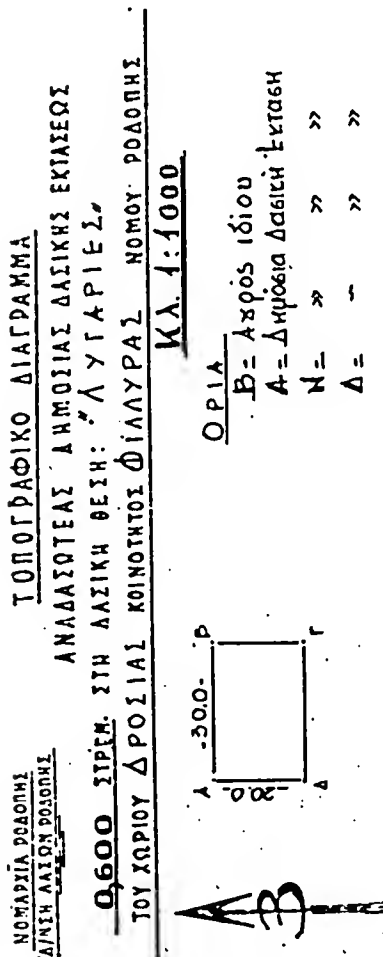 ΝΟΜΑΡΧΙΑ ΡΟΔΟΠΗΣ
Δ/ΝΣΗ ΔΑΣΩΝ ΡΟΔΟΠΗΣ
ΤΟΠΟΓΡΑΦΙΚΟ ΔΙΑΓΡΑΜΜΑ
ΑΝΑΔΑΣΩΤΕΑΣ ΔΗΜΟΣΙΑΣ ΔΑΣΙΚΗΣ ΕΚΤΑΣΕΩΣ
0,600 ΣΤΡΕΜ. ΣΤΗ ΔΑΣΙΚΗ ΘΕΣΗ: "ΛΥΓΑΡΙΕΣ„
ΤΟΥ ΧΩΡΙΟΥ ΔΡΟΣΙΑΣ ΚΟΙΝΟΤΗΤΟΣ ΦΙΛΛΥΡΑΣ ΝΟΜΟΥ ΡΟΔΟΠΗΣ
ΚΛ. 1:1000
Α -30.0- Β
-20.0-
Δ Γ
Β
ΟΡΙΑ
Β= Αγρός ιδίου
Α= Δημόσια Δασική Έκταση
Ν= » » »
Δ= ~ » »